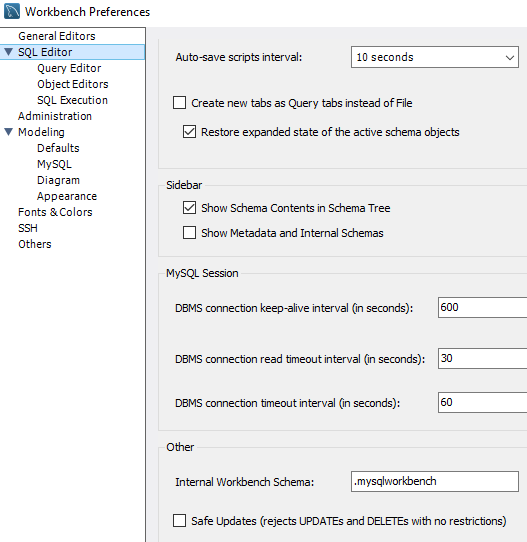 Workbench Preferences
General Editors
SQL Editor
Query Editor
Object Editors
SQL Execution
Administration
Modeling
Defaults
MySQL
Diagram
Appearance
Fonts & Colors
SSH
Others
Auto-save scripts interval:
10 seconds
Create new tabs as Query tabs instead of File
Restore expanded state of the active schema objects
Sidebar
Show Schema Contents in Schema Tree
Show Metadata and Internal Schemas
MySQL Session
DBMS connection keep-alive interval (in seconds):
600
DBMS connection read timeout interval (in seconds):
30
DBMS connection timeout interval (in seconds):
60
Other
Internal Workbench Schema:
.mysqlworkbench
Safe Updates (rejects UPDATEs and DELETEs with no restrictions)